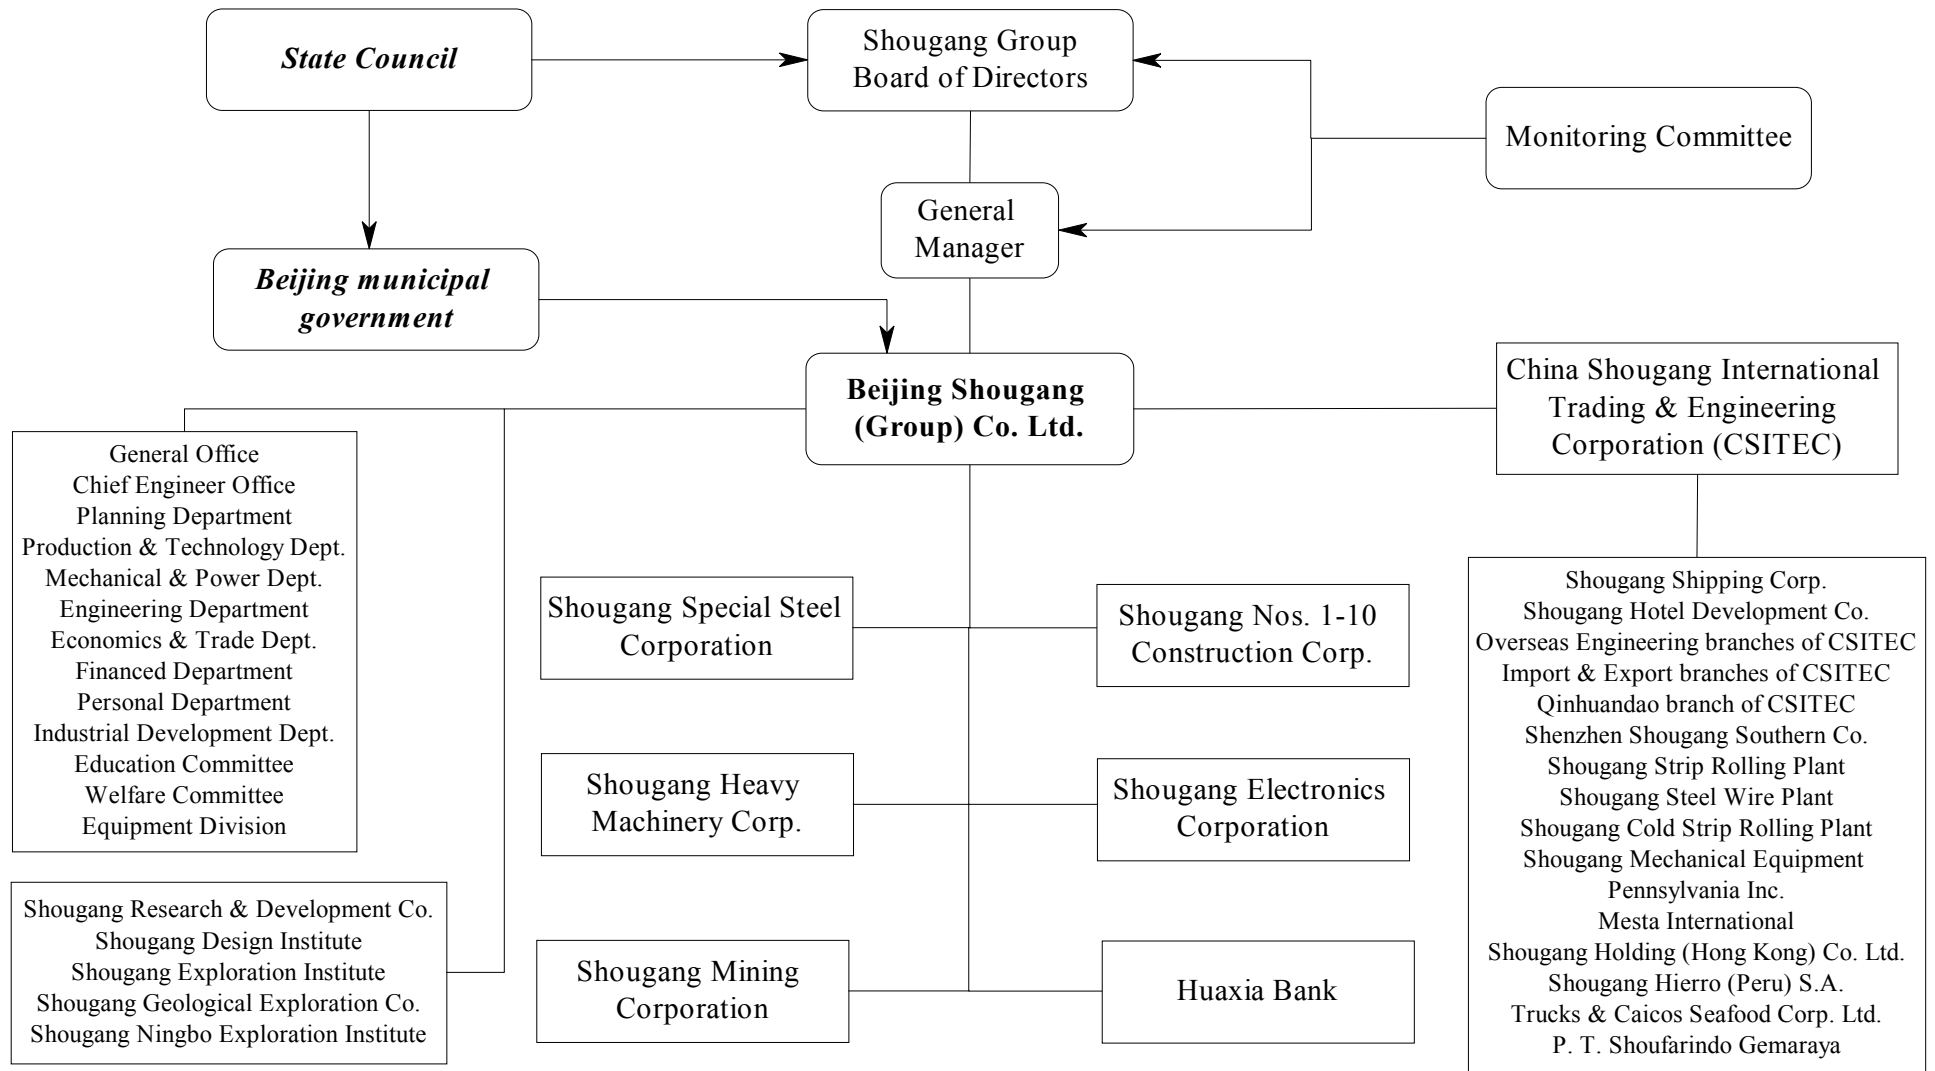 State Council
Shougang Group
Board of Directors
Monitoring Committee
General
Manager
Beijing municipal
government
Beijing Shougang
(Group) Co. Ltd.
China Shougang International
Trading & Engineering
Corporation (CSITEC)
General Office
Chief Engineer Office
Planning Department
Production & Technology Dept.
Mechanical & Power Dept.
Engineering Department
Economics & Trade Dept.
Financed Department
Personal Department
Industrial Development Dept.
Education Committee
Welfare Committee
Equipment Division
Shougang Research & Development Co.
Shougang Design Institute
Shougang Exploration Institute
Shougang Geological Exploration Co.
Shougang Ningbo Exploration Institute
Shougang Special Steel
Corporation
Shougang Nos. 1-10
Construction Corp.
Shougang Heavy
Machinery Corp.
Shougang Electronics
Corporation
Shougang Mining
Corporation
Huaxia Bank
Shougang Shipping Corp.
Shougang Hotel Development Co.
Overseas Engineering branches of CSITEC
Import & Export branches of CSITEC
Qinhuandao branch of CSITEC
Shenzhen Shougang Southern Co.
Shougang Strip Rolling Plant
Shougang Steel Wire Plant
Shougang Cold Strip Rolling Plant
Shougang Mechanical Equipment
Pennsylvania Inc.
Mesta International
Shougang Holding (Hong Kong) Co. Ltd.
Shougang Hierro (Peru) S.A.
Trucks & Caicos Seafood Corp. Ltd.
P. T. Shoufarindo Gemaraya